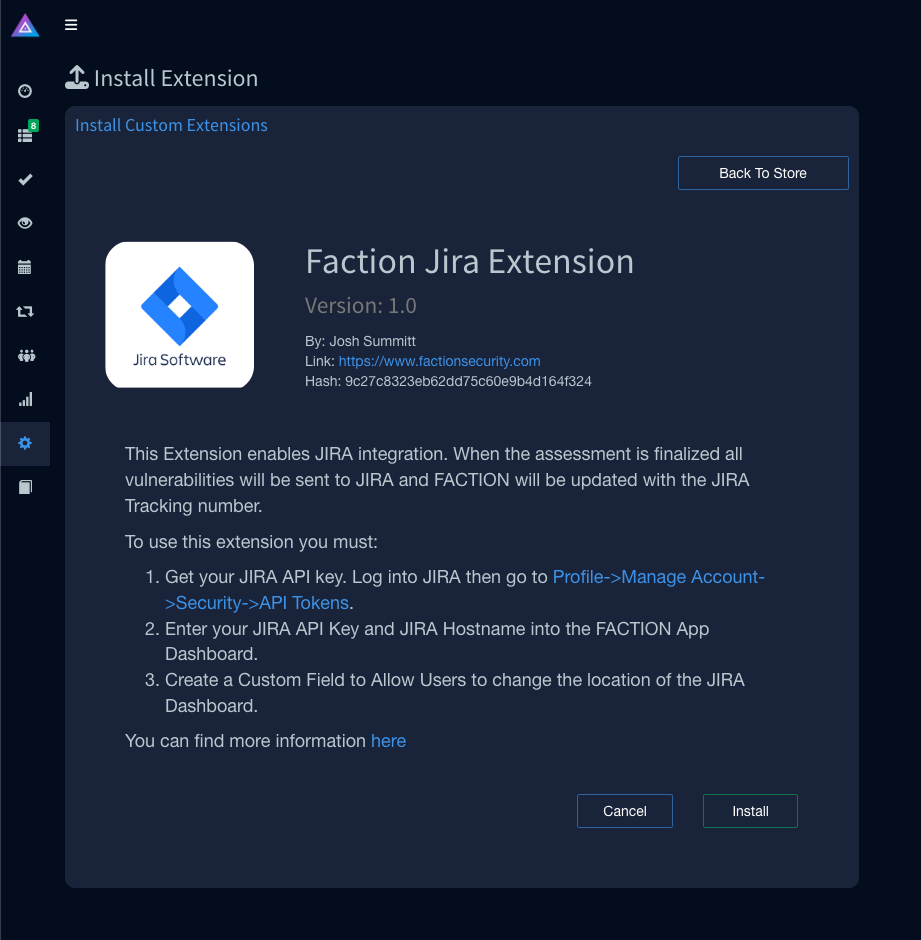 8
Install Extension
Install Custom Extensions
Back To Store
Jira Software
Faction Jira Extension
Version: 1.0
By: Josh Summitt
Link: https://www.factionsecurity.com
Hash: 9c27c8323eb62dd75c60e9b4d164f324
This Extension enables JIRA integration. When the assessment is finalized all
vulnerabilities will be sent to JIRA and FACTION will be updated with the JIRA
Tracking number.
To use this extension you must:
1. Get your JIRA API key. Log into JIRA then go to Profile->Manage Account-
>Security->API Tokens.
2. Enter your JIRA API Key and JIRA Hostname into the FACTION App
Dashboard.
3. Create a Custom Field to Allow Users to change the location of the JIRA
Dashboard.
You can find more information here
Cancel
Install